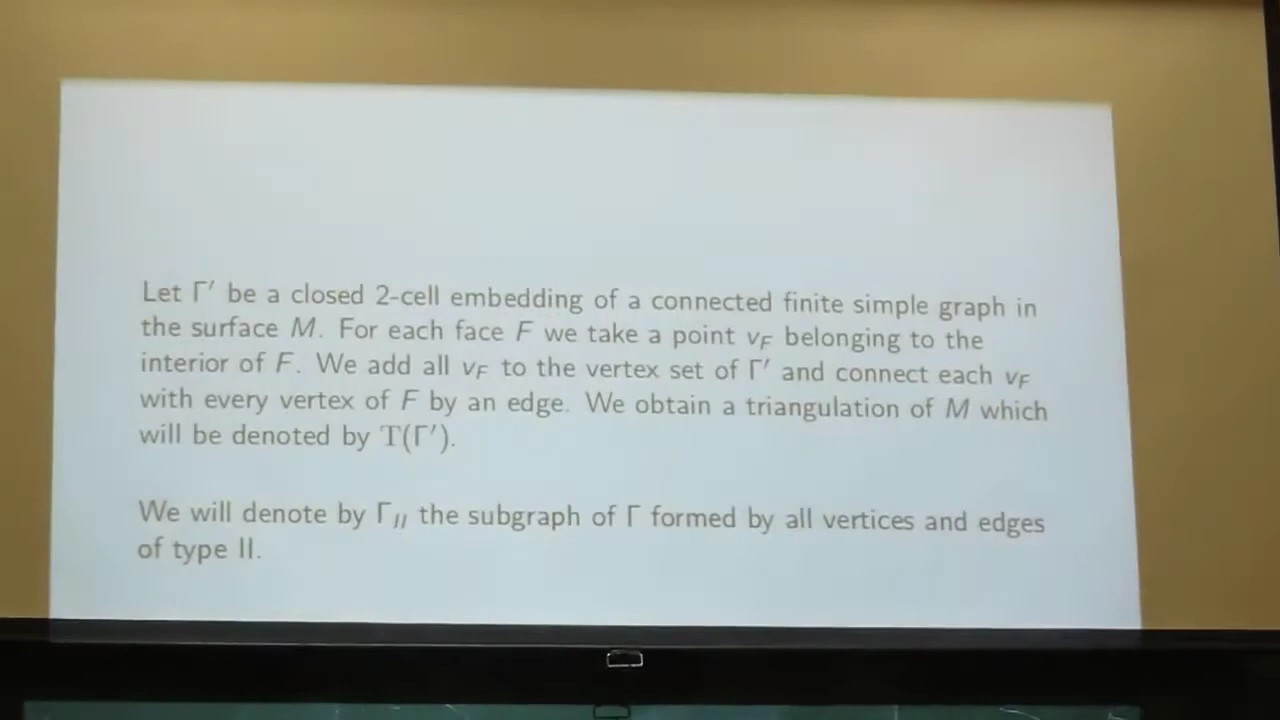 Let Γ′ be a closed 2-cell embedding of a connected finite simple graph in
the surface M. For each face F we take a point v_F belonging to the
interior of F. We add all v_F to the vertex set of Γ′ and connect each v_F
with every vertex of F by an edge. We obtain a triangulation of M which
will be denoted by T(Γ′).
We will denote by Γ_II the subgraph of Γ formed by all vertices and edges
of type II.